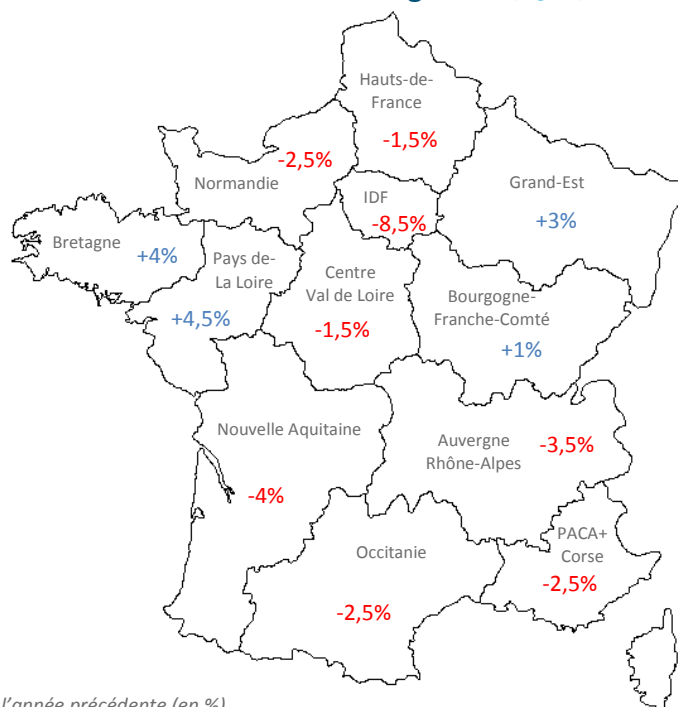 Hauts-de-
France
-1,5%
-2,5%
Normandie
IDF
-8,5%
Grand-Est
+3%
Bretagne
+4%
Pays de-
La Loire
+4,5%
Centre
Val de Loire
-1,5%
Bourgogne-
Franche-Comté
+1%
Nouvelle Aquitaine
-4%
Auvergne
Rhône-Alpes
-3,5%
PACA+
Corse
-2,5%
Occitanie
-2,5%
l'année précédente (en %)